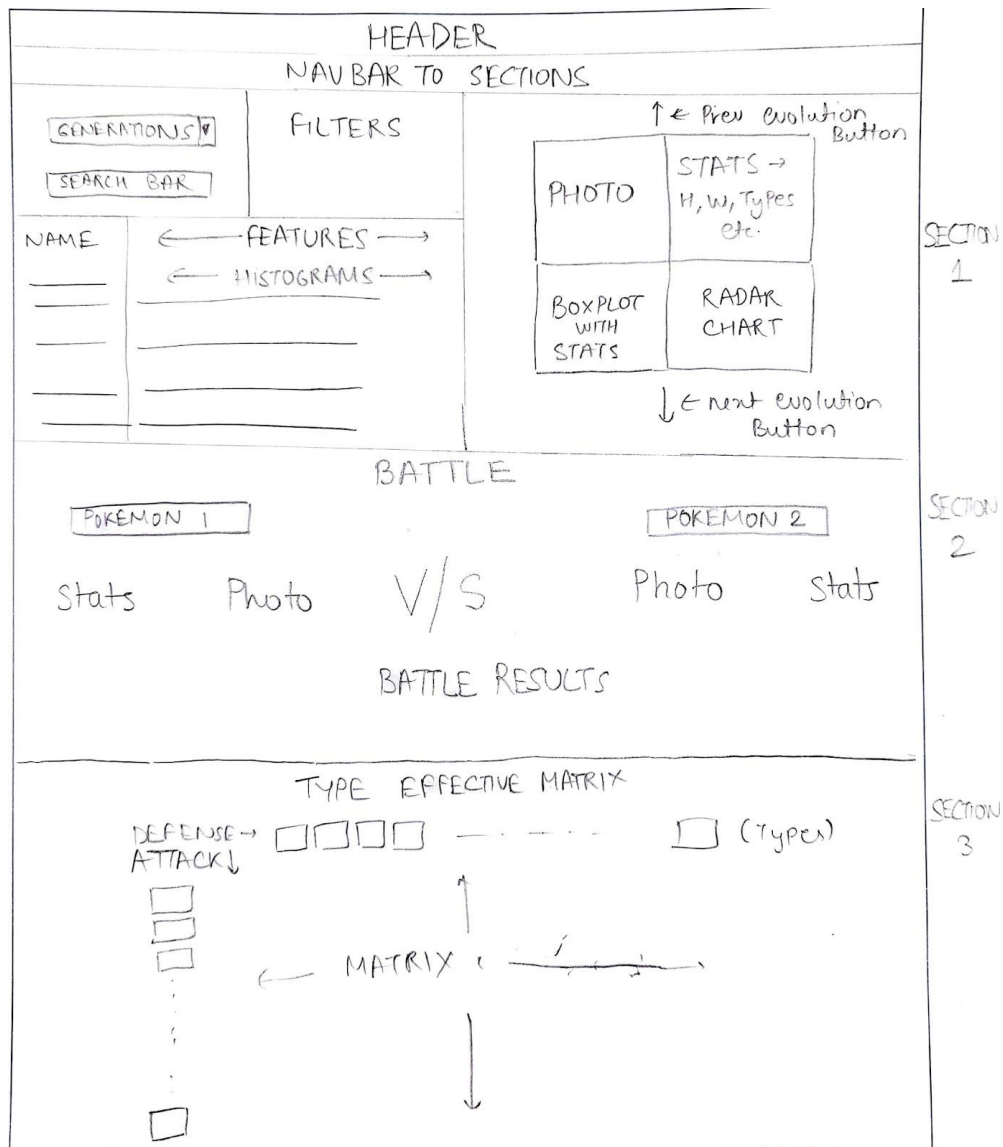 HEADER
NAVBAR TO SECTIONS
GENERATIONS
SEARCH BAR
FILTERS
NAME
FEATURES
HISTOGRAMS
← Prev evolution
Button
PHOTO
STATS →
H, W, Types
etc.
BOXPLOT
WITH
STATS
RADAR
CHART
← next evolution
Button
SECTION
1
BATTLE
POKEMON 1
POKEMON 2
Stats
Photo
V/S
Photo
Stats
BATTLE RESULTS
SECTION
2
TYPE EFFECTIVE MATRIX
DEFENSE →
ATTACK ↓
(Types)
MATRIX
SECTION
3